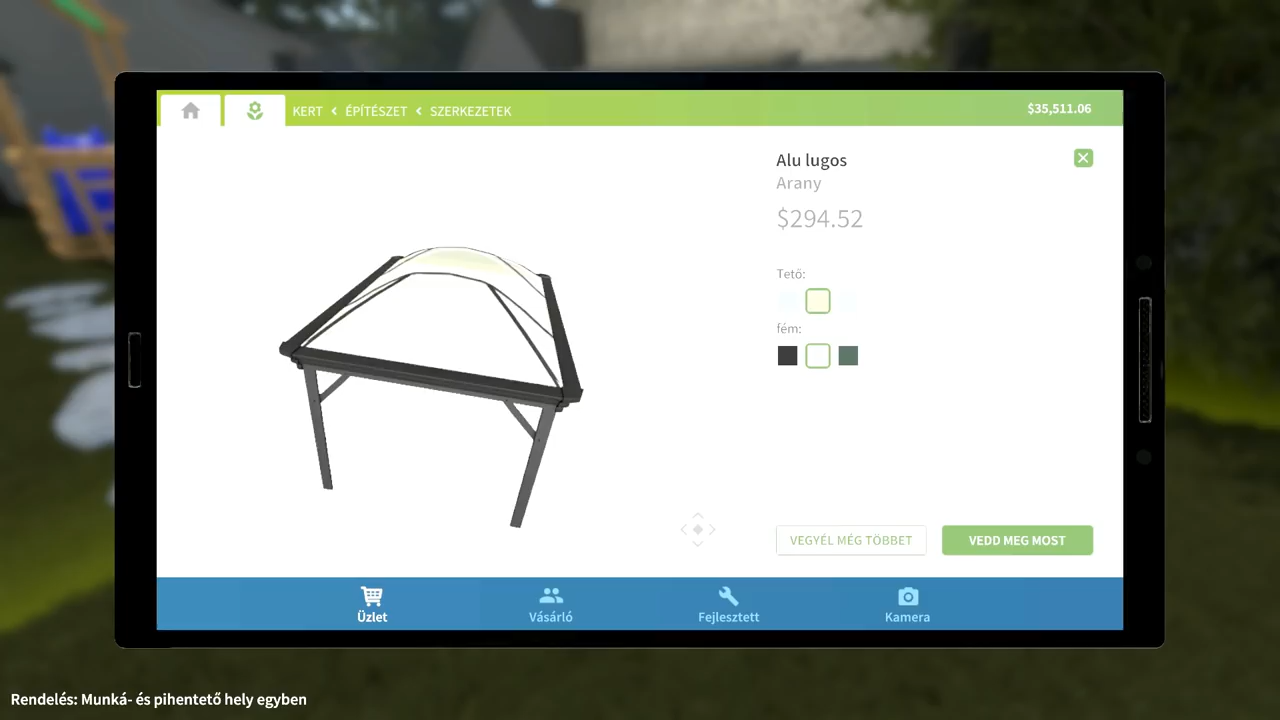 KERT < ÉPÍTÉSZET < SZERKEZETEK
$35,511.06
Alu lugos
Arany
$294.52
Tető:
fém:
VEGYÉL MÉG TÖBBET
VEDD MEG MOST
Üzlet
Vásárló
Fejlesztett
Kamera
Rendelés: Munká- és pihentető hely egyben